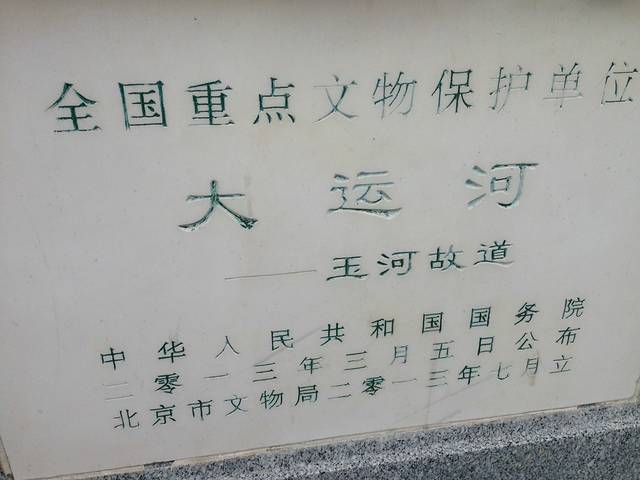 全国重点文物保护单位
大运河
——玉河故道
中华人民共和国国务院
二零一三年三月五日公布
北京市文物局二零一三年七月立